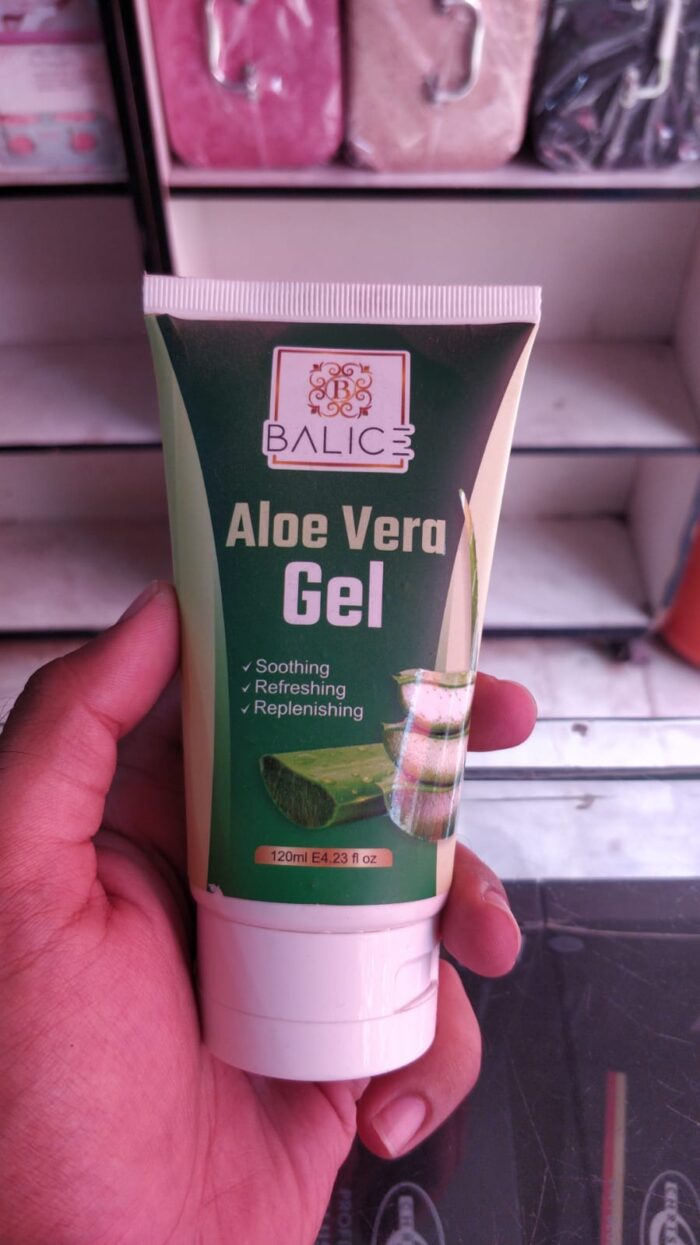 B
BALICE
Aloe Vera
Gel
✓ Soothing
✓ Refreshing
✓ Replenishing
120ml E4.23 fl oz